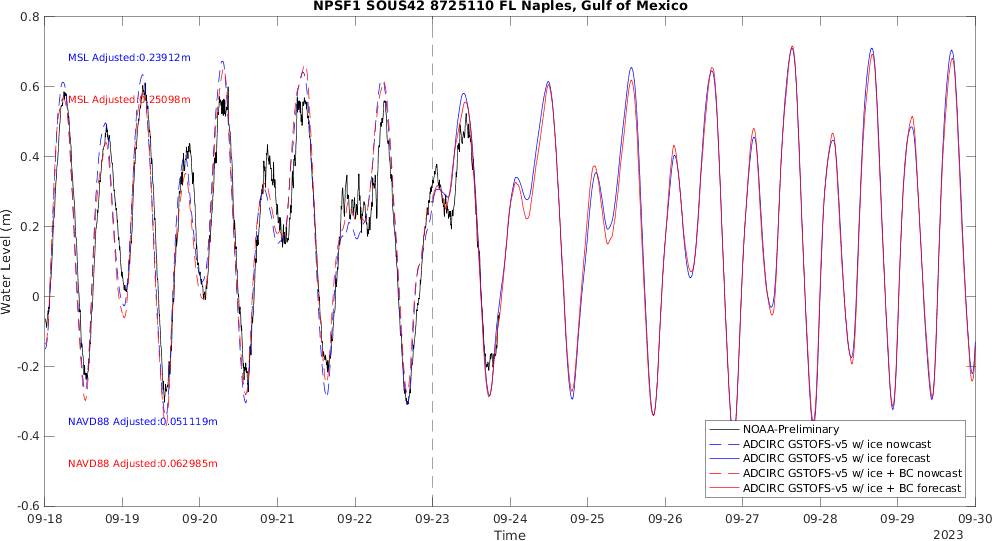 NPSF1 SOUS42 8725110 FL Naples, Gulf of Mexico
0.8
0.6
0.4
0.2
0
-0.2
-0.4
-0.6
Water Level (m)
MSL Adjusted:0.23912m
MSL Adjusted:0.25098m
NAVD88 Adjusted:0.051119m
NAVD88 Adjusted:0.062985m
NOAA-Preliminary
ADCIRC GSTOFS-v5 w/ ice nowcast
ADCIRC GSTOFS-v5 w/ ice forecast
ADCIRC GSTOFS-v5 w/ ice + BC nowcast
ADCIRC GSTOFS-v5 w/ ice + BC forecast
09-18 09-19 09-20 09-21 09-22 09-23 09-24 09-25 09-26 09-27 09-28 09-29 09-30
Time
2023